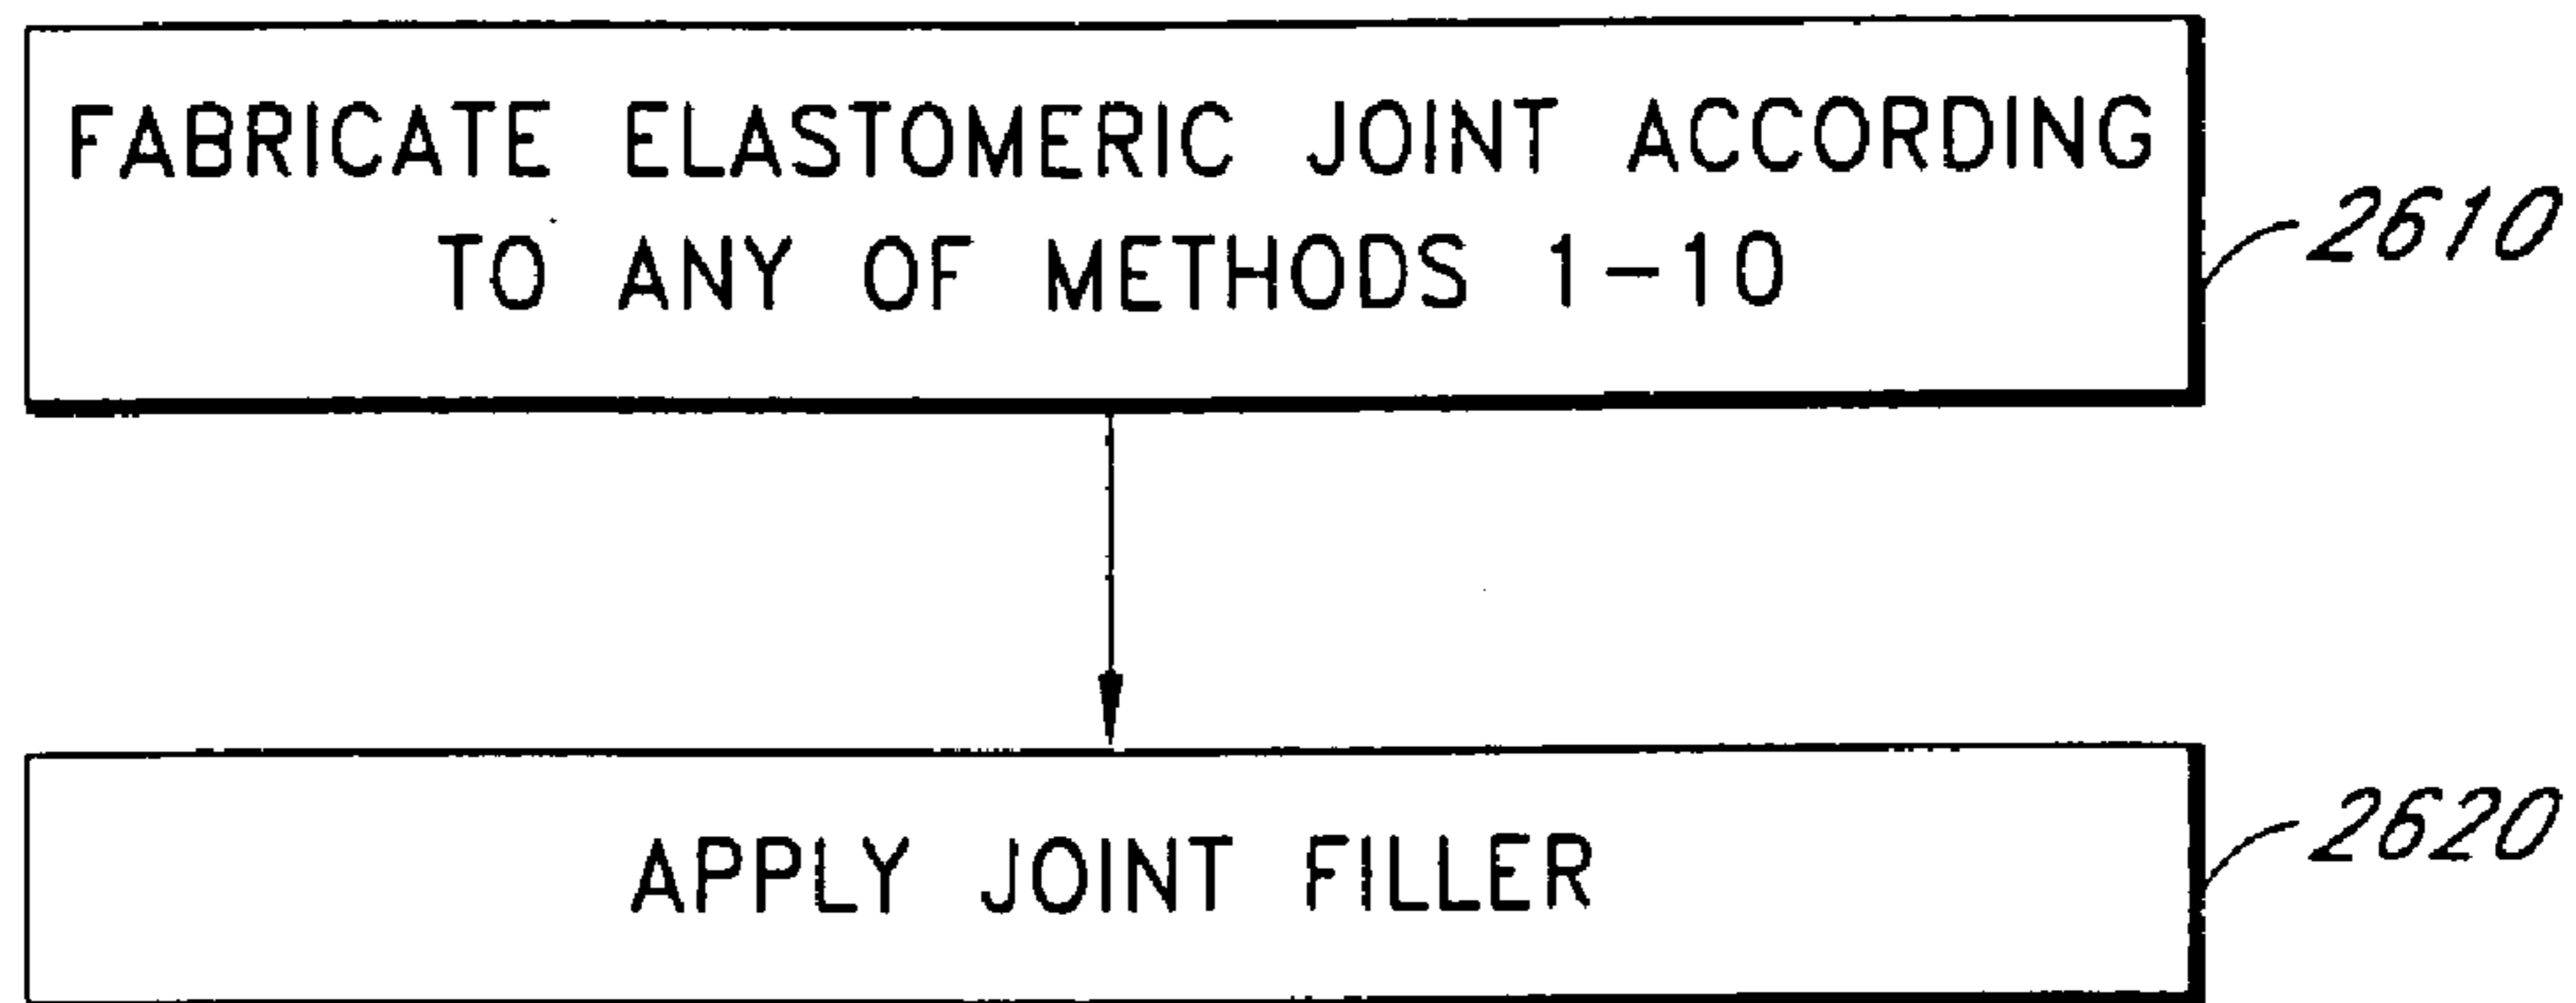 FABRICATE ELASTOMERIC JOINT ACCORDING
TO ANY OF METHODS 1-10
2610
APPLY JOINT FILLER
2620